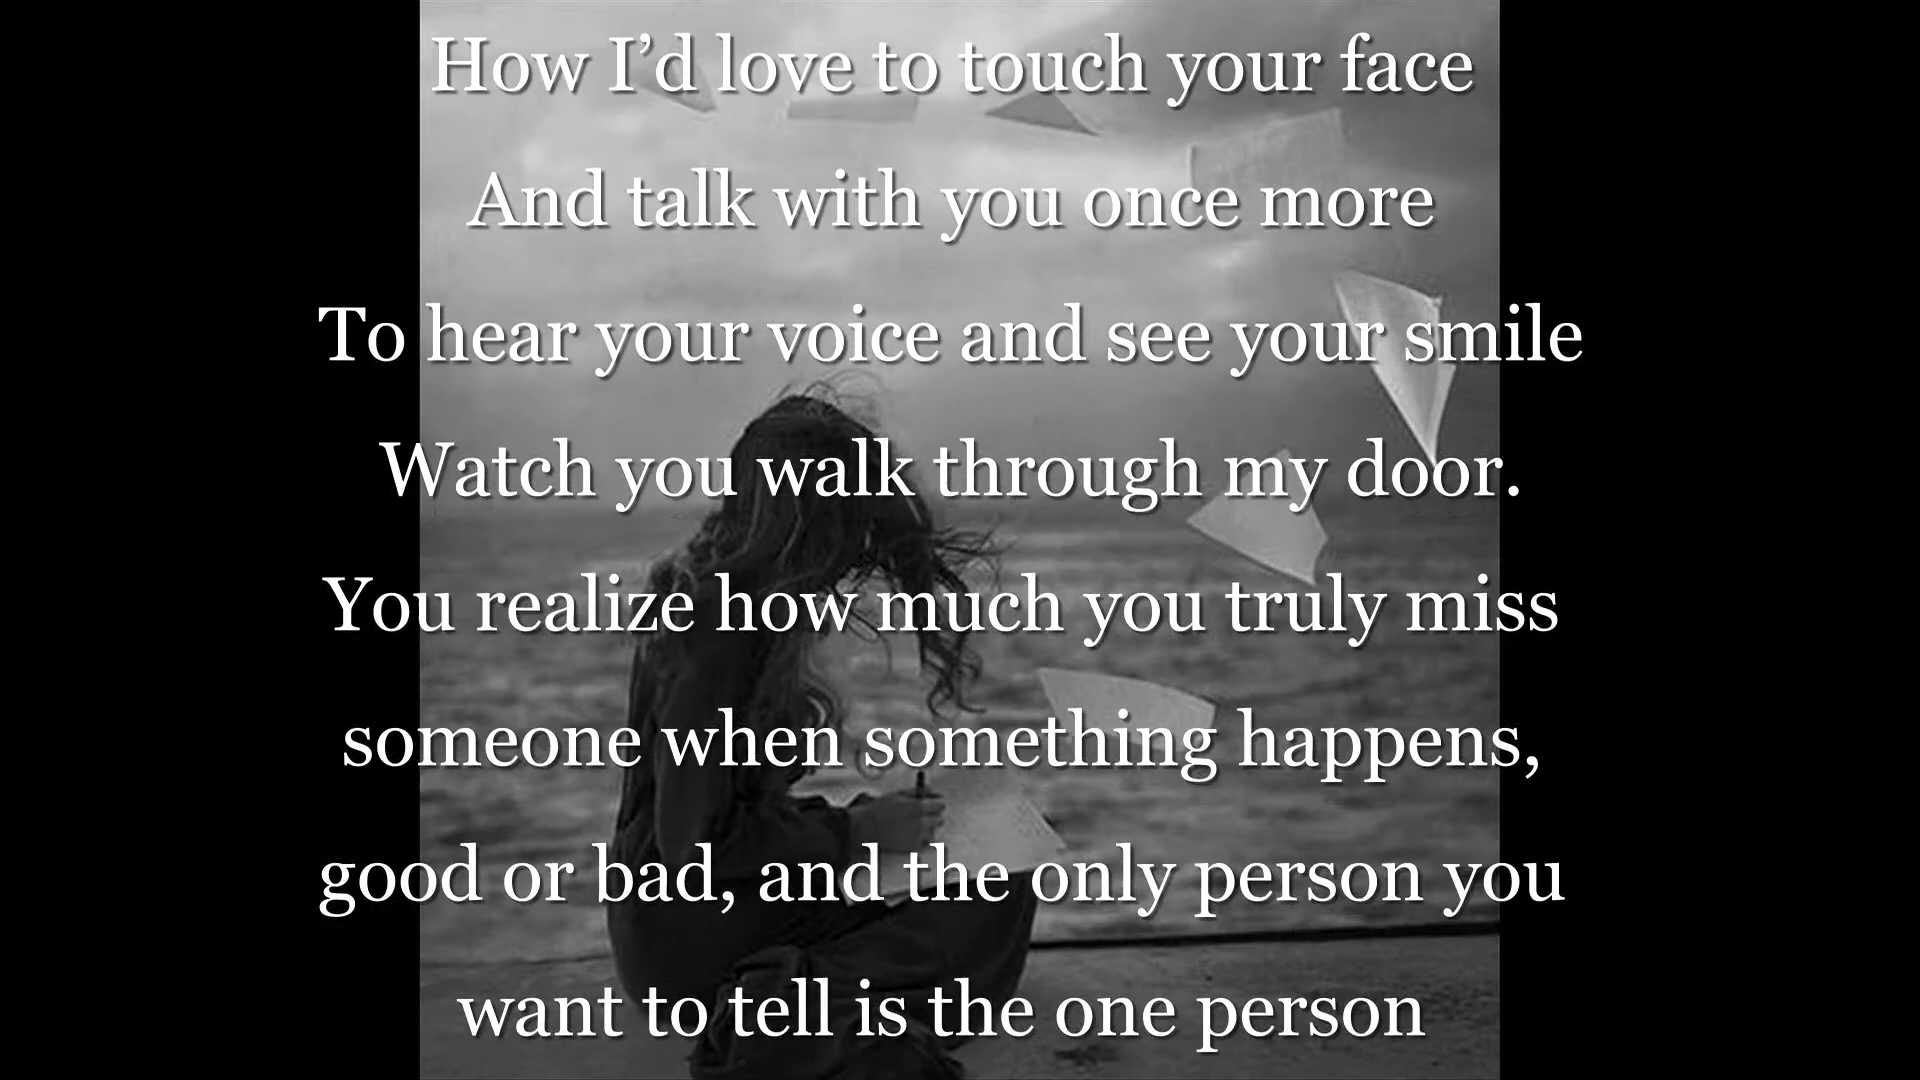 How I’d love to touch your face
And talk with you once more
To hear your voice and see your smile
Watch you walk through my door.
You realize how much you truly miss
someone when something happens,
good or bad, and the only person you
want to tell is the one person